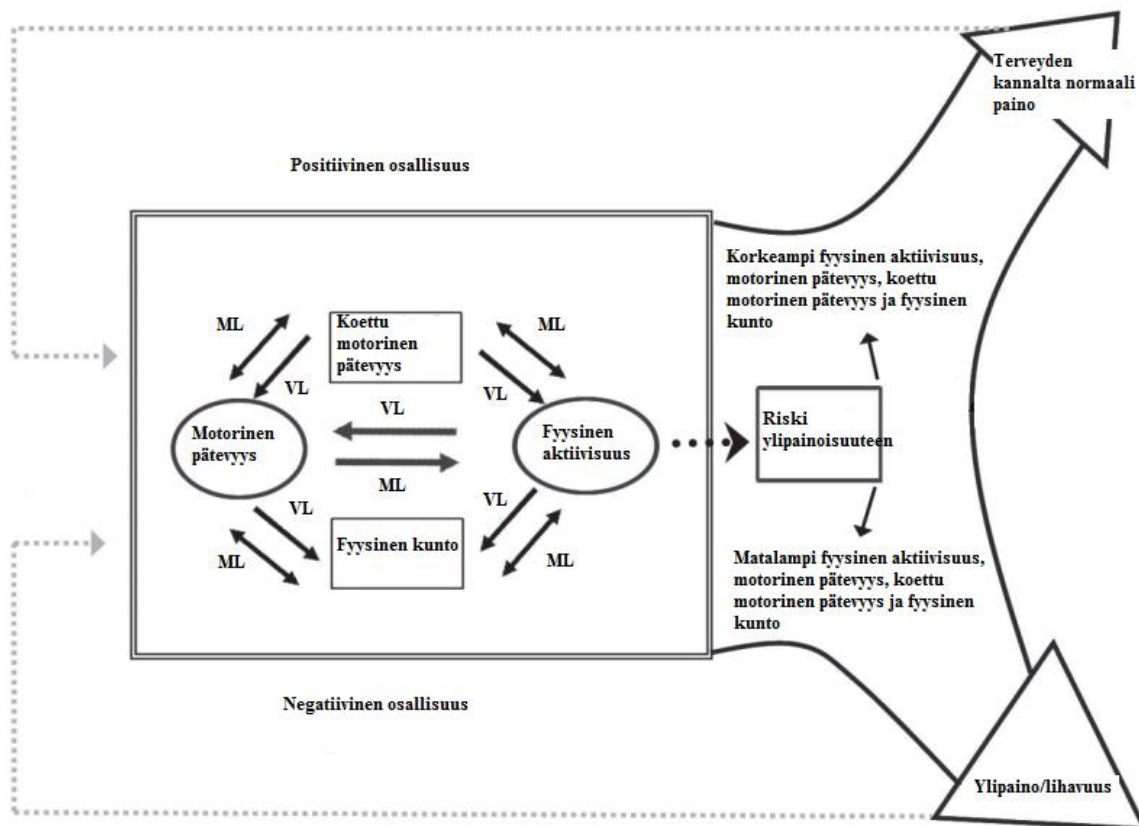 Terveyden
kannalta normaali
paino
Positiivinen osallisuus
Korkeampi fyysinen aktiivisuus,
motorinen pätevyys, koettu
motorinen pätevyys ja fyysinen
kunto
ML
Koettu
motorinen
pätevyys
ML
VL
VL
VL
Motorinen
pätevyys
Fyysinen
aktiivisuus
Riski
ylipainoisuuteen
ML
VL
VL
ML
Fyysinen kunto
ML
Matalampi fyysinen aktiivisuus,
motorinen pätevyys, koettu
motorinen pätevyys ja fyysinen
kunto
Negatiivinen osallisuus
Ylipaino/lihavuus